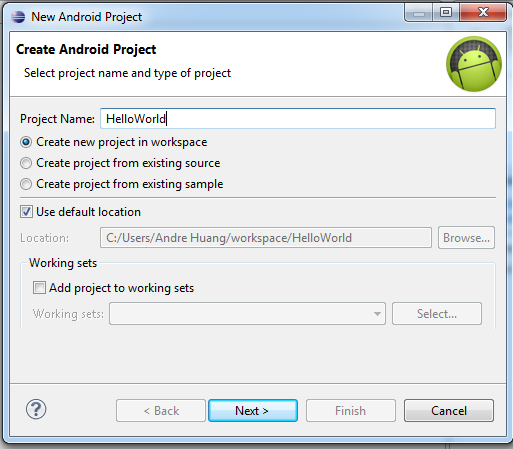 New Android Project
Create Android Project
Select project name and type of project
Project Name: HelloWorld
Create new project in workspace
Create project from existing source
Create project from existing sample
Use default location
Location: C:/Users/Andre Huang/workspace/HelloWorld Browse...
Working sets
Add project to working sets
Working sets: Select...
? < Back Next > Finish Cancel